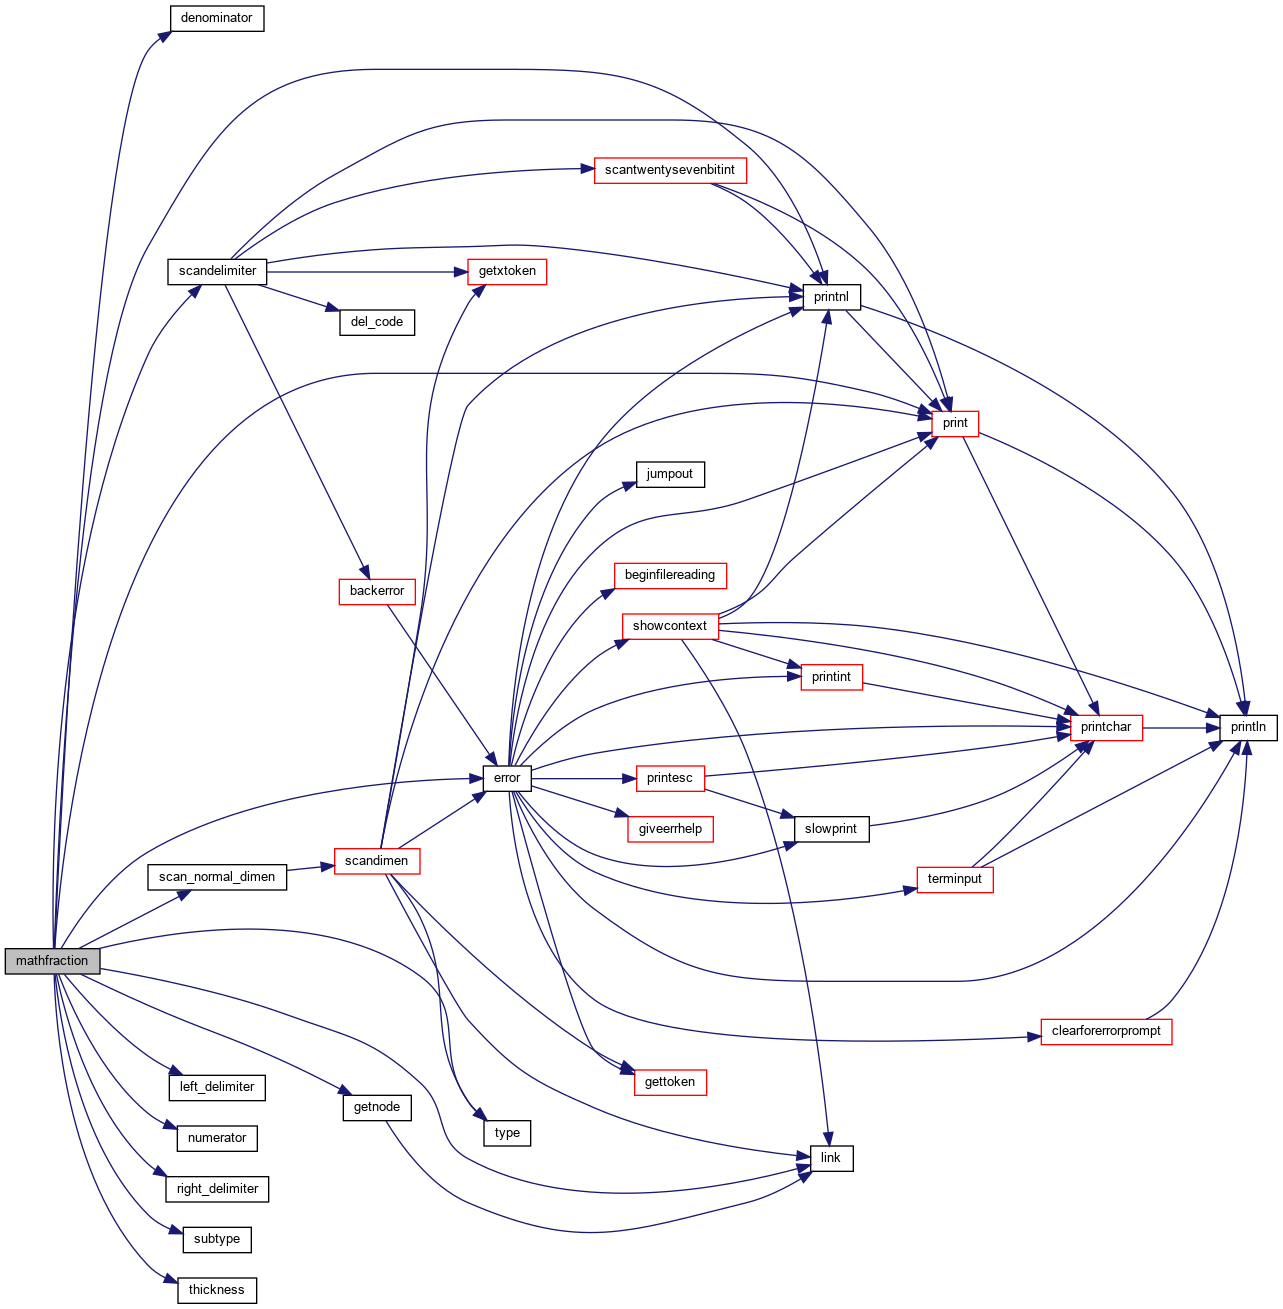 denominator
scantwentysevenbitint
scandelimiter
getxtoken
printnl
del_code
print
jumpout
beginfilereading
backerror
showcontext
printint
printchar
println
error
printesc
giveerrhelp
slowprint
scandimen
scan_normal_dimen
terminput
mathfraction
clearforerrorprompt
gettoken
left_delimiter
getnode
type
numerator
link
right_delimiter
subtype
thickness